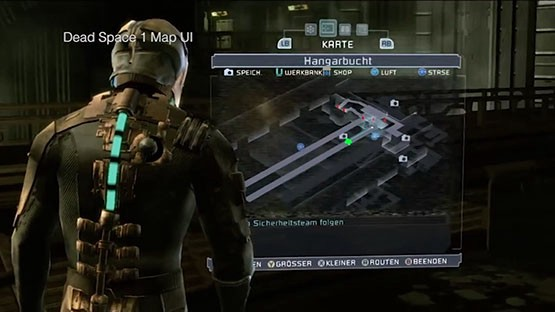 Dead Space 1 Map UI
LB RB
KARTE
Hangarbucht
SPEICH. WERKBANK SHOP LUFT STASE
Sicherheitsteam folgen
Y GRÖSSER X KLEINER ROUTEN B BEENDEN